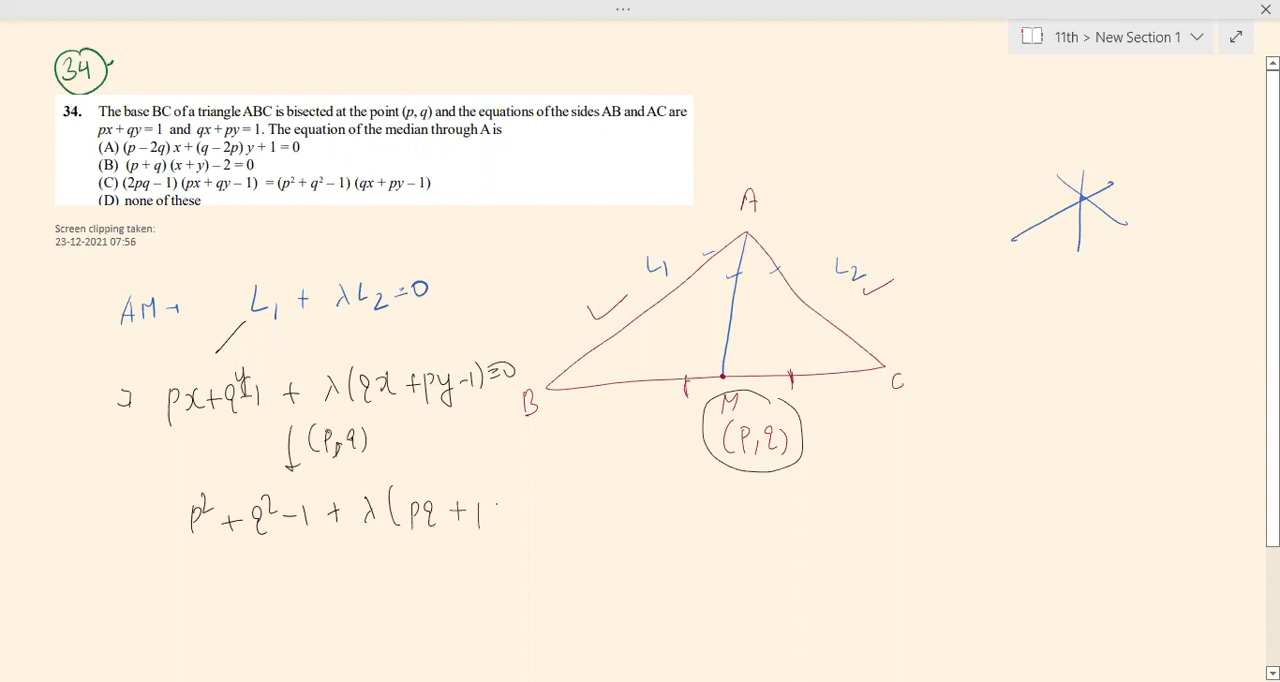 11th > New Section 1
34
34. The base BC of a triangle ABC is bisected at the point (p, q) and the equations of the sides AB and AC are
px + qy = 1 and qx + py = 1. The equation of the median through A is
(A) (p – 2q) x + (q – 2p) y + 1 = 0
(B) (p + q) (x + y) – 2 = 0
(C) (2pq – 1) (px + qy – 1) = (p² + q² – 1) (qx + py – 1)
(D) none of these
Screen clipping taken:
23-12-2021 07:56
A
L₁
L₂
AM → L₁ + λL₂ = 0
⇒ px + qy - 1 + λ(qx + py - 1) = 0
B
C
M
(P, q)
(P, q)
p² + q² - 1 + λ(pq + 1